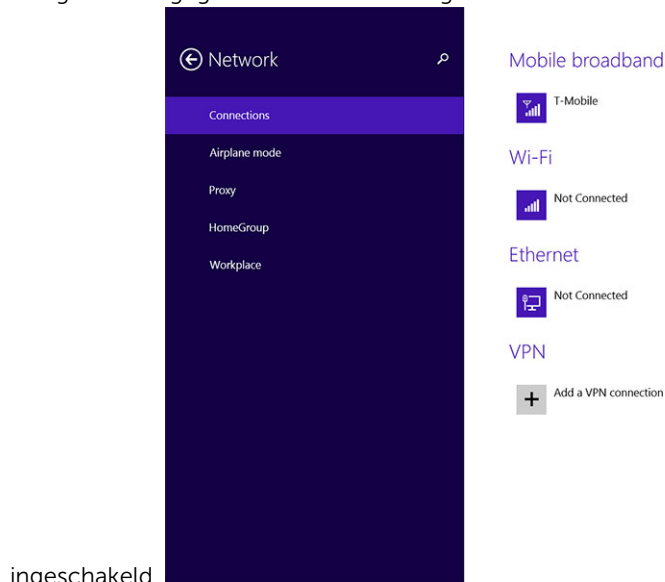 Network
Connections
Airplane mode
Proxy
HomeGroup
Workplace
Mobile broadband
T-Mobile
Wi-Fi
Not Connected
Ethernet
Not Connected
VPN
Add a VPN connection
ingeschakeld